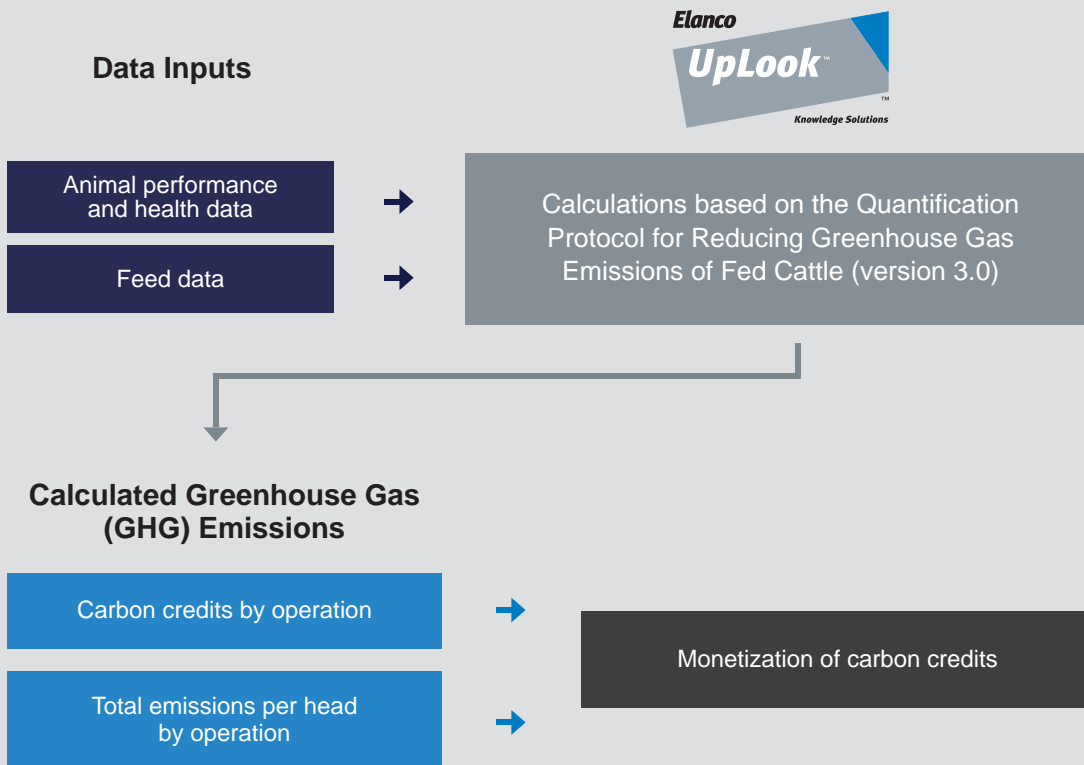 Elanco
Data Inputs
UpLook™
™
Knowledge Solutions
Animal performance
and health data
Feed data
Calculations based on the Quantification
Protocol for Reducing Greenhouse Gas
Emissions of Fed Cattle (version 3.0)
Calculated Greenhouse Gas
(GHG) Emissions
Carbon credits by operation
Total emissions per head
by operation
Monetization of carbon credits